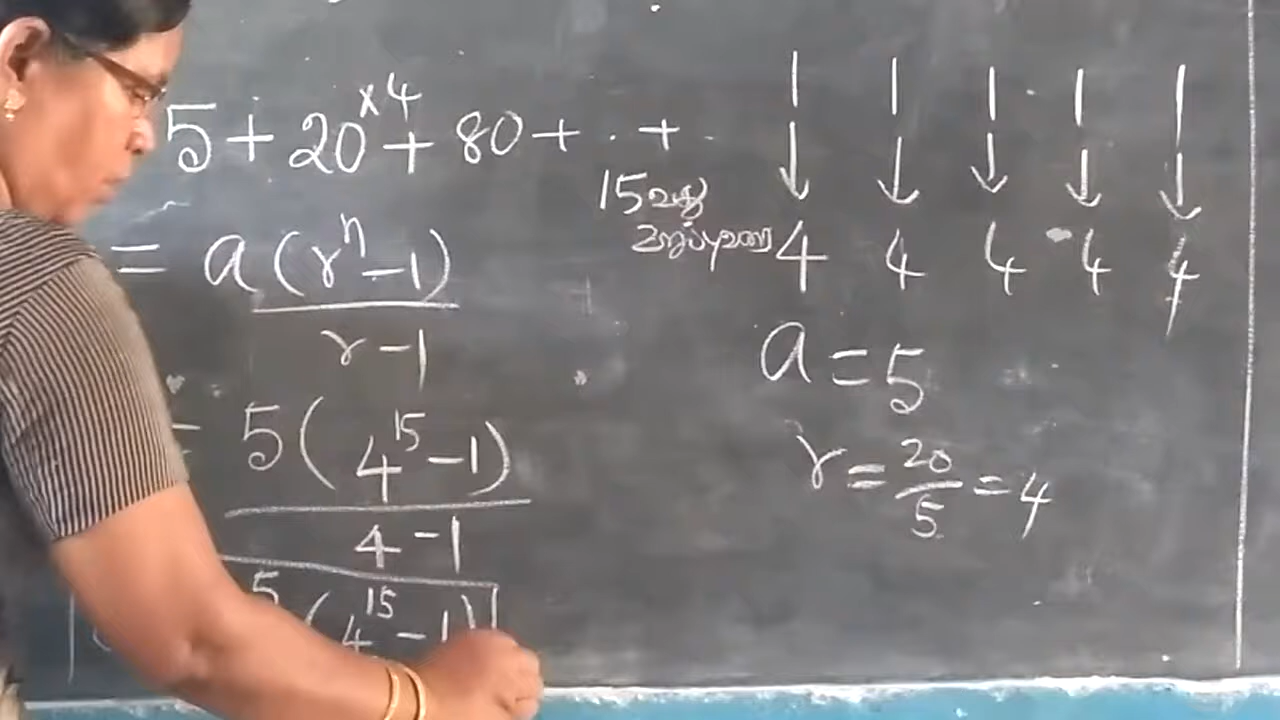 5 + 20 + 80 + . + .
×4
15வது
உறுப்புவரை
= a(rⁿ-1)
r-1
= 5(4¹⁵-1)
4-1
5 (4¹⁵-1)
↓ ↓ ↓ ↓ ↓
4 4 4 4 4
a = 5
r = 20/5 = 4